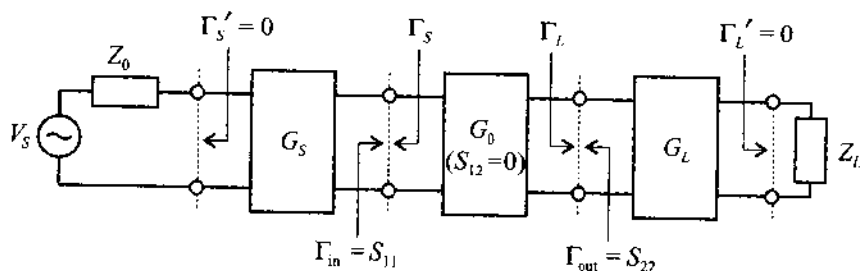 Γ_S′ = 0
Γ_S
Γ_L
Γ_L′ = 0
Z_0
V_S
G_S
G_0
(S_12 = 0)
G_L
Z_L
Γ_in = S_11
Γ_out = S_22